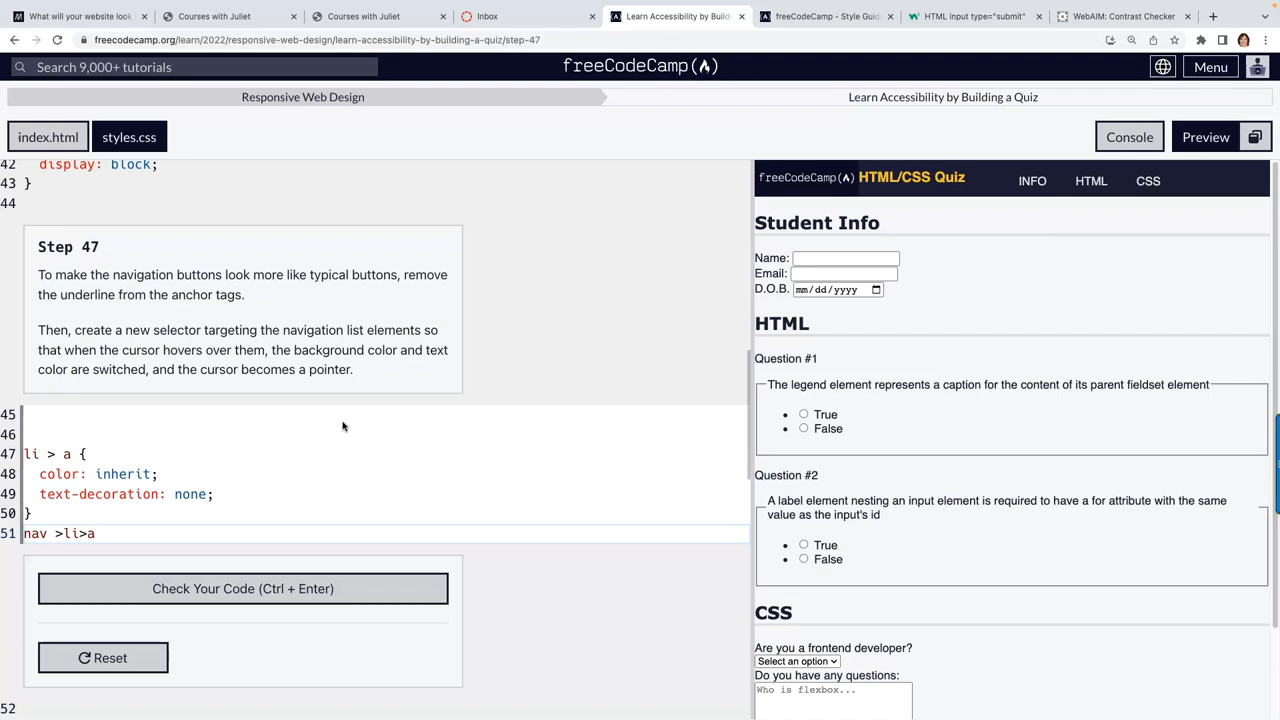 What will your website look
Courses with Juliet
Courses with Juliet
Inbox
Learn Accessibility by Build
freeCodeCamp - Style Guid
HTML input type="submit"
WebAIM: Contrast Checker
freecodecamp.org/learn/2022/responsive-web-design/learn-accessibility-by-building-a-quiz/step-47
Search 9,000+ tutorials
freeCodeCamp
Menu
Responsive Web Design
Learn Accessibility by Building a Quiz
index.html
styles.css
Console
Preview
42 display: block;
43 }
44
Step 47
To make the navigation buttons look more like typical buttons, remove
the underline from the anchor tags.
Then, create a new selector targeting the navigation list elements so
that when the cursor hovers over them, the background color and text
color are switched, and the cursor becomes a pointer.
45
46
47 li > a {
48 color: inherit;
49 text-decoration: none;
50 }
51 nav >li>a
Check Your Code (Ctrl + Enter)
Reset
52
freeCodeCamp HTML/CSS Quiz INFO HTML CSS
Student Info
Name:
Email:
D.O.B. mm/dd/yyyy
HTML
Question #1
The legend element represents a caption for the content of its parent fieldset element
True
False
Question #2
A label element nesting an input element is required to have a for attribute with the same
value as the input's id
True
False
CSS
Are you a frontend developer?
Select an option
Do you have any questions:
Who is flexbox...